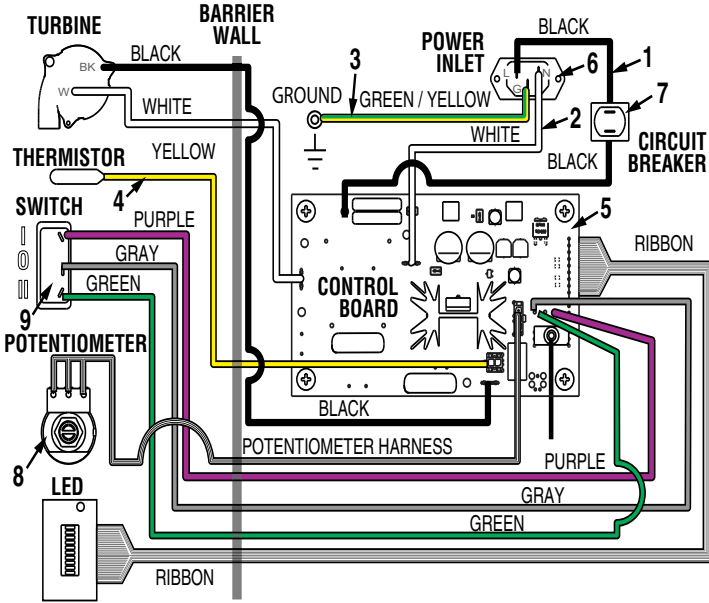 TURBINE
BARRIER
WALL
BLACK
BLACK
1
POWER
INLET
6
L
N
G
BK
W
3
GROUND
GREEN / YELLOW
7
WHITE
WHITE
2
CIRCUIT
BREAKER
THERMISTOR
YELLOW
BLACK
4
SWITCH
PURPLE
5
I
O
II
GRAY
RIBBON
GREEN
CONTROL
BOARD
9
POTENTIOMETER
BLACK
POTENTIOMETER HARNESS
8
PURPLE
LED
GRAY
GREEN
RIBBON